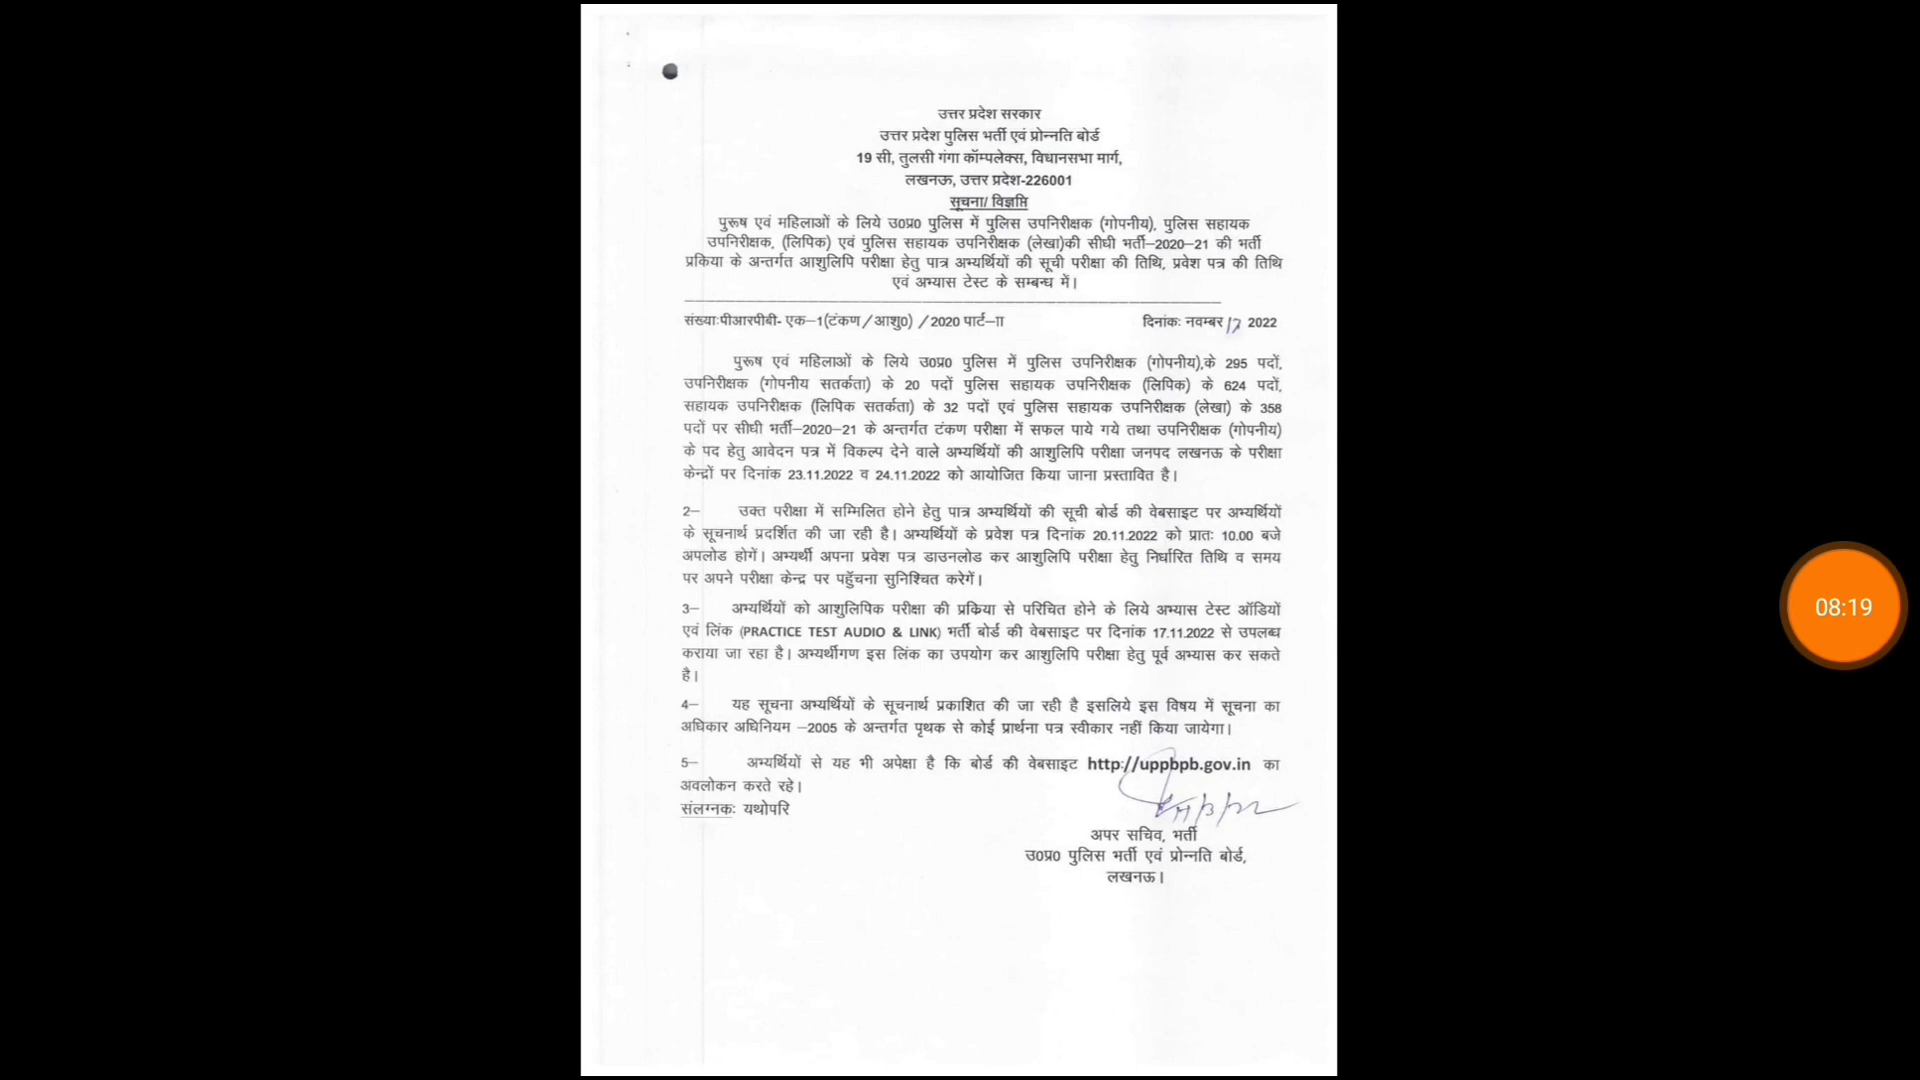 उत्तर प्रदेश सरकार
उत्तर प्रदेश पुलिस भर्ती एवं प्रोन्नति बोर्ड
19 सी, तुलसी गंगा कॉम्पलेक्स, विधानसभा मार्ग,
लखनऊ, उत्तर प्रदेश-226001
सूचना/ विज्ञप्ति
पुरूष एवं महिलाओं के लिये उ0प्र0 पुलिस में पुलिस उपनिरीक्षक (गोपनीय), पुलिस सहायक
उपनिरीक्षक, (लिपिक) एवं पुलिस सहायक उपनिरीक्षक (लेखा)की सीधी भर्ती–2020–21 की भर्ती
प्रकिया के अन्तर्गत आशुलिपि परीक्षा हेतु पात्र अभ्यर्थियों की सूची परीक्षा की तिथि, प्रवेश पत्र की तिथि
एवं अभ्यास टेस्ट के सम्बन्ध में।
संख्याःपीआरपीबी- एक–1(टंकण/आशु0) /2020 पार्ट–II
दिनांकः नवम्बर 17 2022
पुरूष एवं महिलाओं के लिये उ0प्र0 पुलिस में पुलिस उपनिरीक्षक (गोपनीय),के 295 पदों,
उपनिरीक्षक (गोपनीय सतर्कता) के 20 पदों पुलिस सहायक उपनिरीक्षक (लिपिक) के 624 पदों,
सहायक उपनिरीक्षक (लिपिक सतर्कता) के 32 पदों एवं पुलिस सहायक उपनिरीक्षक (लेखा) के 358
पदों पर सीघी भर्ती–2020–21 के अन्तर्गत टंकण परीक्षा में सफल पाये गये तथा उपनिरीक्षक (गोपनीय)
के पद हेतु आवेदन पत्र में विकल्प देने वाले अभ्यर्थियों की आशुलिपि परीक्षा जनपद लखनऊ के परीक्षा
केन्द्रों पर दिनांक 23.11.2022 व 24.11.2022 को आयोजित किया जाना प्रस्तावित है।
2– उक्त परीक्षा में सम्मिलित होने हेतु पात्र अभ्यर्थियों की सूची बोर्ड की वेबसाइट पर अभ्यर्थियों
के सूचनार्थ प्रदर्शित की जा रही है। अभ्यर्थियों के प्रवेश पत्र दिनांक 20.11.2022 को प्रातः 10.00 बजे
अपलोड होगें। अभ्यर्थी अपना प्रवेश पत्र डाउनलोड कर आशुलिपि परीक्षा हेतु निर्धारित तिथि व समय
पर अपने परीक्षा केन्द्र पर पहुँचना सुनिश्चित करेगें।
3– अभ्यर्थियों को आशुलिपिक परीक्षा की प्रकिया से परिचित होने के लिये अभ्यास टेस्ट ऑडियों
एवं लिंक (PRACTICE TEST AUDIO & LINK) भर्ती बोर्ड की वेबसाइट पर दिनांक 17.11.2022 से उपलब्ध
कराया जा रहा है। अभ्यर्थीगण इस लिंक का उपयोग कर आशुलिपि परीक्षा हेतु पूर्व अभ्यास कर सकते
है।
4– यह सूचना अभ्यर्थियों के सूचनार्थ प्रकाशित की जा रही है इसलिये इस विषय में सूचना का
अधिकार अधिनियम –2005 के अन्तर्गत पृथक से कोई प्रार्थना पत्र स्वीकार नहीं किया जायेगा।
5– अभ्यर्थियों से यह भी अपेक्षा है कि बोर्ड की वेबसाइट http://uppbpb.gov.in का
अवलोकन करते रहे।
संलग्नकः यथोपरि
अपर सचिव, भर्ती
उ0प्र0 पुलिस भर्ती एवं प्रोन्नति बोर्ड,
लखनऊ।
08:19